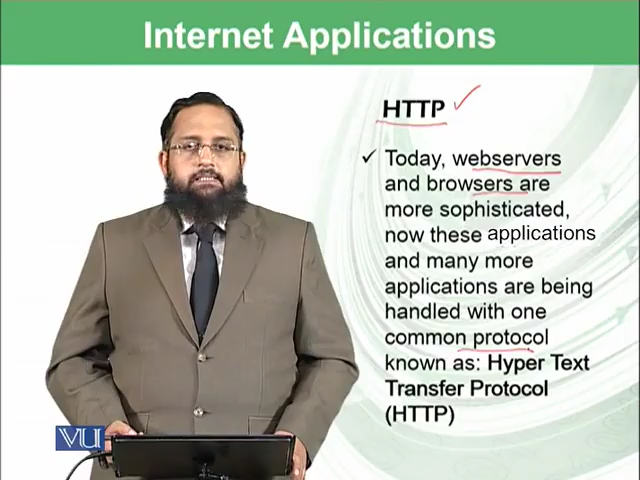 Internet Applications
HTTP
Today, webservers
and browsers are
more sophisticated,
now these applications
and many more
applications are being
handled with one
common protocol
known as: Hyper Text
Transfer Protocol
(HTTP)
VU